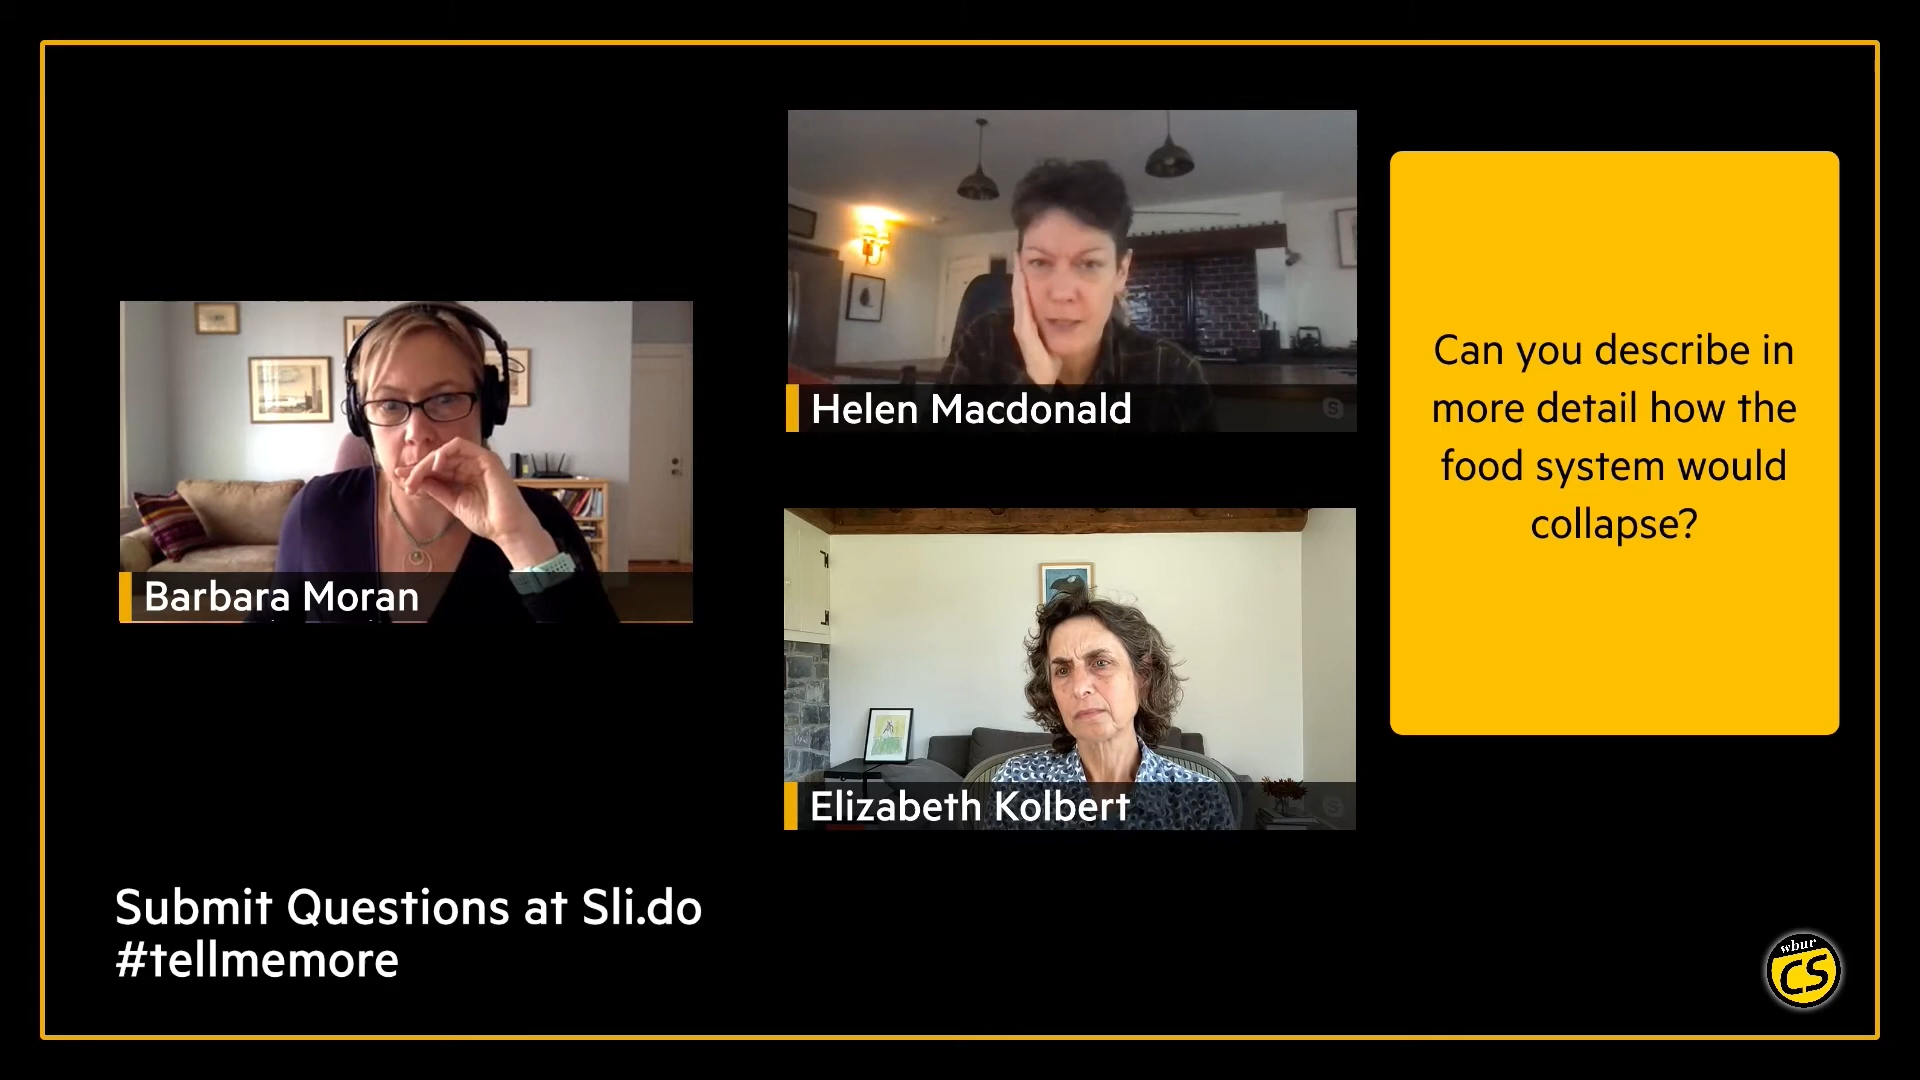 Barbara Moran
Helen Macdonald
Elizabeth Kolbert
Can you describe in
more detail how the
food system would
collapse?
Submit Questions at Sli.do
#tellmemore
wbur
CS